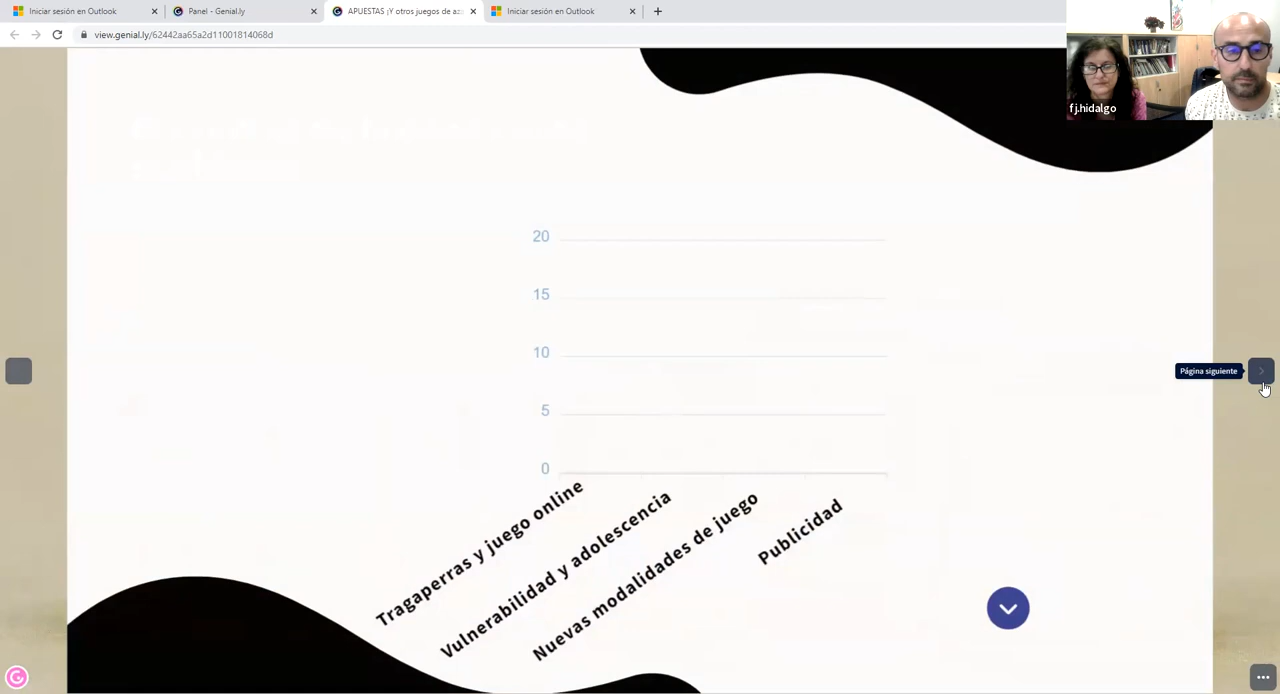 Iniciar sesión en Outlook
Panel - Genial.ly
APUESTAS ¡Y otros juegos de az
Iniciar sesión en Outlook
view.genial.ly/62442aa65a2d11001814068d
fj.hidalgo
20
15
10
5
0
Página siguiente
Tragaperras y juego online
Vulnerabilidad y adolescencia
Nuevas modalidades de juego
Publicidad